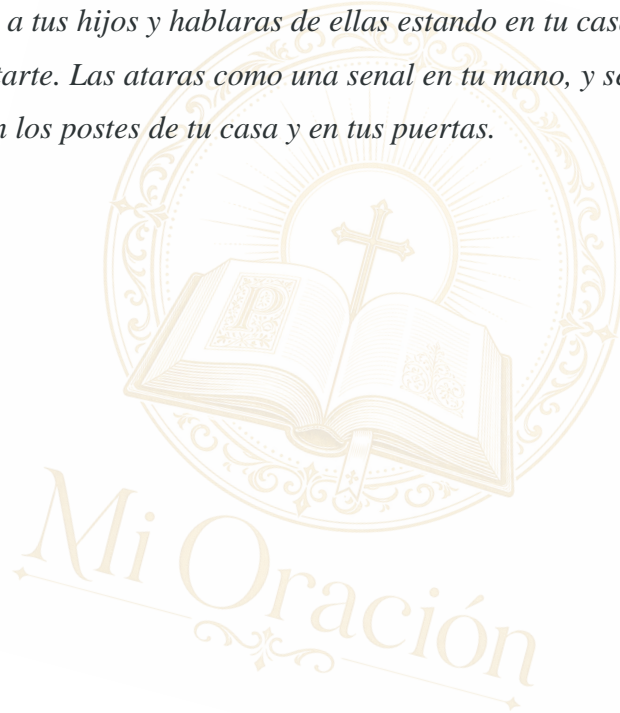 a tus hijos y hablaras de ellas estando en tu
tarte. Las ataras como una senal en tu mano, y
los postes de tu casa y en tus puertas.
P
Mi Oración